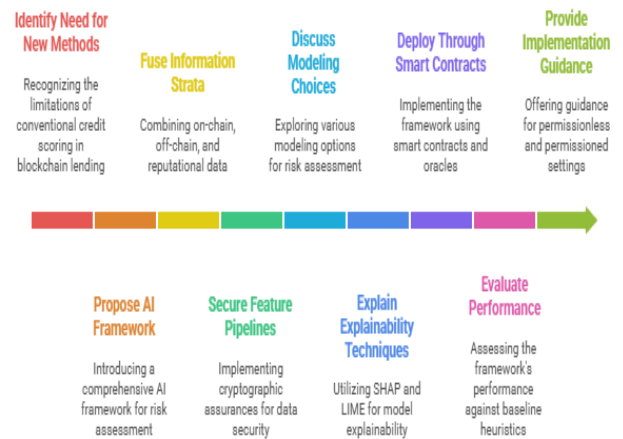 Identify Need for
New Methods
Recognizing the
limitations of
conventional credit
scoring in
blockchain lending
Fuse Information
Strata
Combining on-chain,
off-chain, and
reputational data
Discuss
Modeling
Choices
Exploring various
modeling options
for risk assessment
Deploy Through
Smart Contracts
Implementing the
framework using
smart contracts and
oracles
Provide
Implementation
Guidance
Offering guidance
for permissionless
and permissioned
settings
Propose AI
Framework
Introducing a
comprehensive AI
framework for risk
assessment
Secure Feature
Pipelines
Implementing
cryptographic
assurances for data
security
Explain
Explainability
Techniques
Utilizing SHAP and
LIME for model
explainability
Evaluate
Performance
Assessing the
framework's
performance
against baseline
heuristics